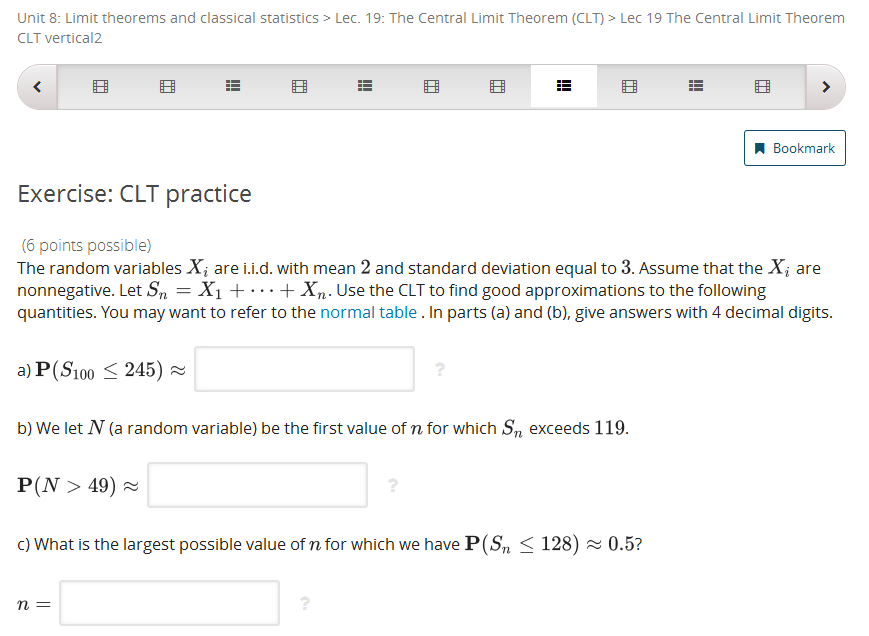 Unit 8: Limit theorems and classical statistics > Lec. 19: The Central Limit Theorem (CLT) > Lec 19 The Central Limit Theorem
CLT vertical2
Bookmark
Exercise: CLT practice
(6 points possible)
The random variables Xᵢ are i.i.d. with mean 2 and standard deviation equal to 3. Assume that the Xᵢ are
nonnegative. Let Sₙ = X₁ + ⋯ + Xₙ. Use the CLT to find good approximations to the following
quantities. You may want to refer to the normal table . In parts (a) and (b), give answers with 4 decimal digits.
a) P(S₁₀₀ ≤ 245) ≈ ?
b) We let N (a random variable) be the first value of n for which Sₙ exceeds 119.
P(N > 49) ≈ ?
c) What is the largest possible value of n for which we have P(Sₙ ≤ 128) ≈ 0.5?
n = ?